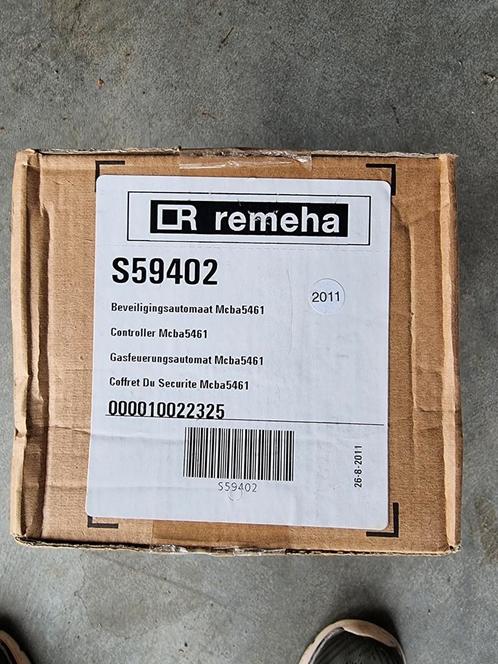 remeha
S59402
2011
Beveiligingsautomaat Mcba5461
Controller Mcba5461
Gasfeuerungsautomat Mcba5461
Coffret Du Securite Mcba5461
000010022325
S59402
26-8-2011